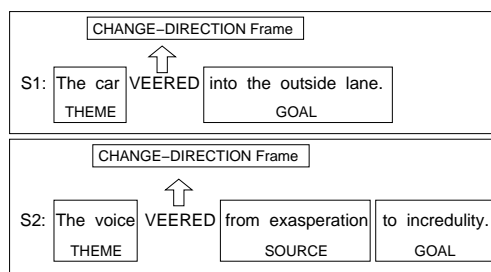 CHANGE−DIRECTION Frame
S1: The car VEERED into the outside lane.
THEME GOAL
CHANGE−DIRECTION Frame
S2: The voice VEERED from exasperation to incredulity.
THEME SOURCE GOAL